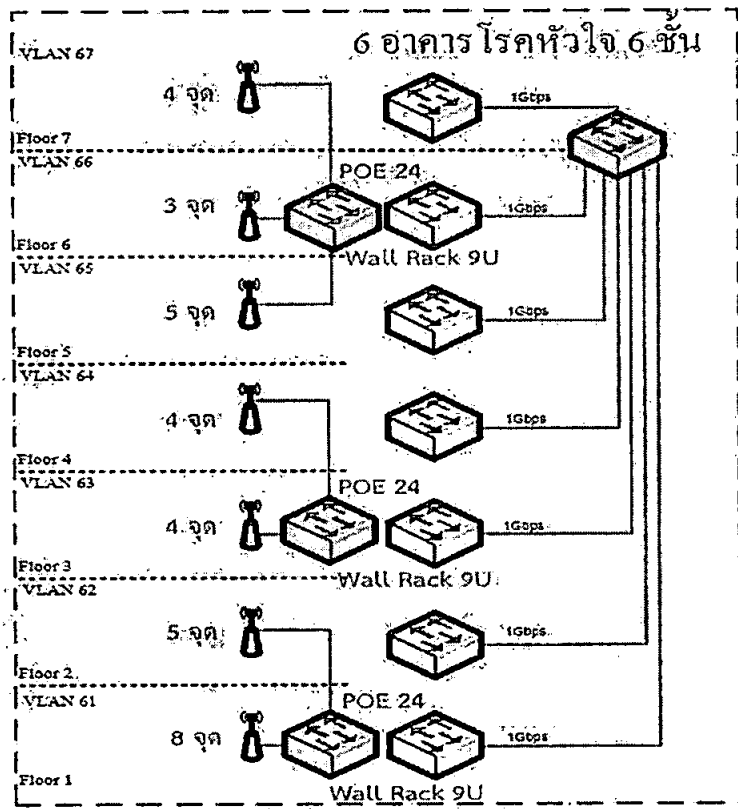 6 อาคาร โรคหัวใจ 6 ชั้น
VLAN 67
4 จุด
1Gbps
Floor 7
VLAN 66
POE 24
3 จุด
1Gbps
Floor 6
Wall Rack 9U
VLAN 65
5 จุด
1Gbps
Floor 5
VLAN 64
4 จุด
1Gbps
Floor 4
VLAN 63
POE 24
4 จุด
1Gbps
Floor 3
Wall Rack 9U
VLAN 62
5 จุด
1Gbps
Floor 2
VLAN 61
POE 24
8 จุด
1Gbps
Floor 1
Wall Rack 9U